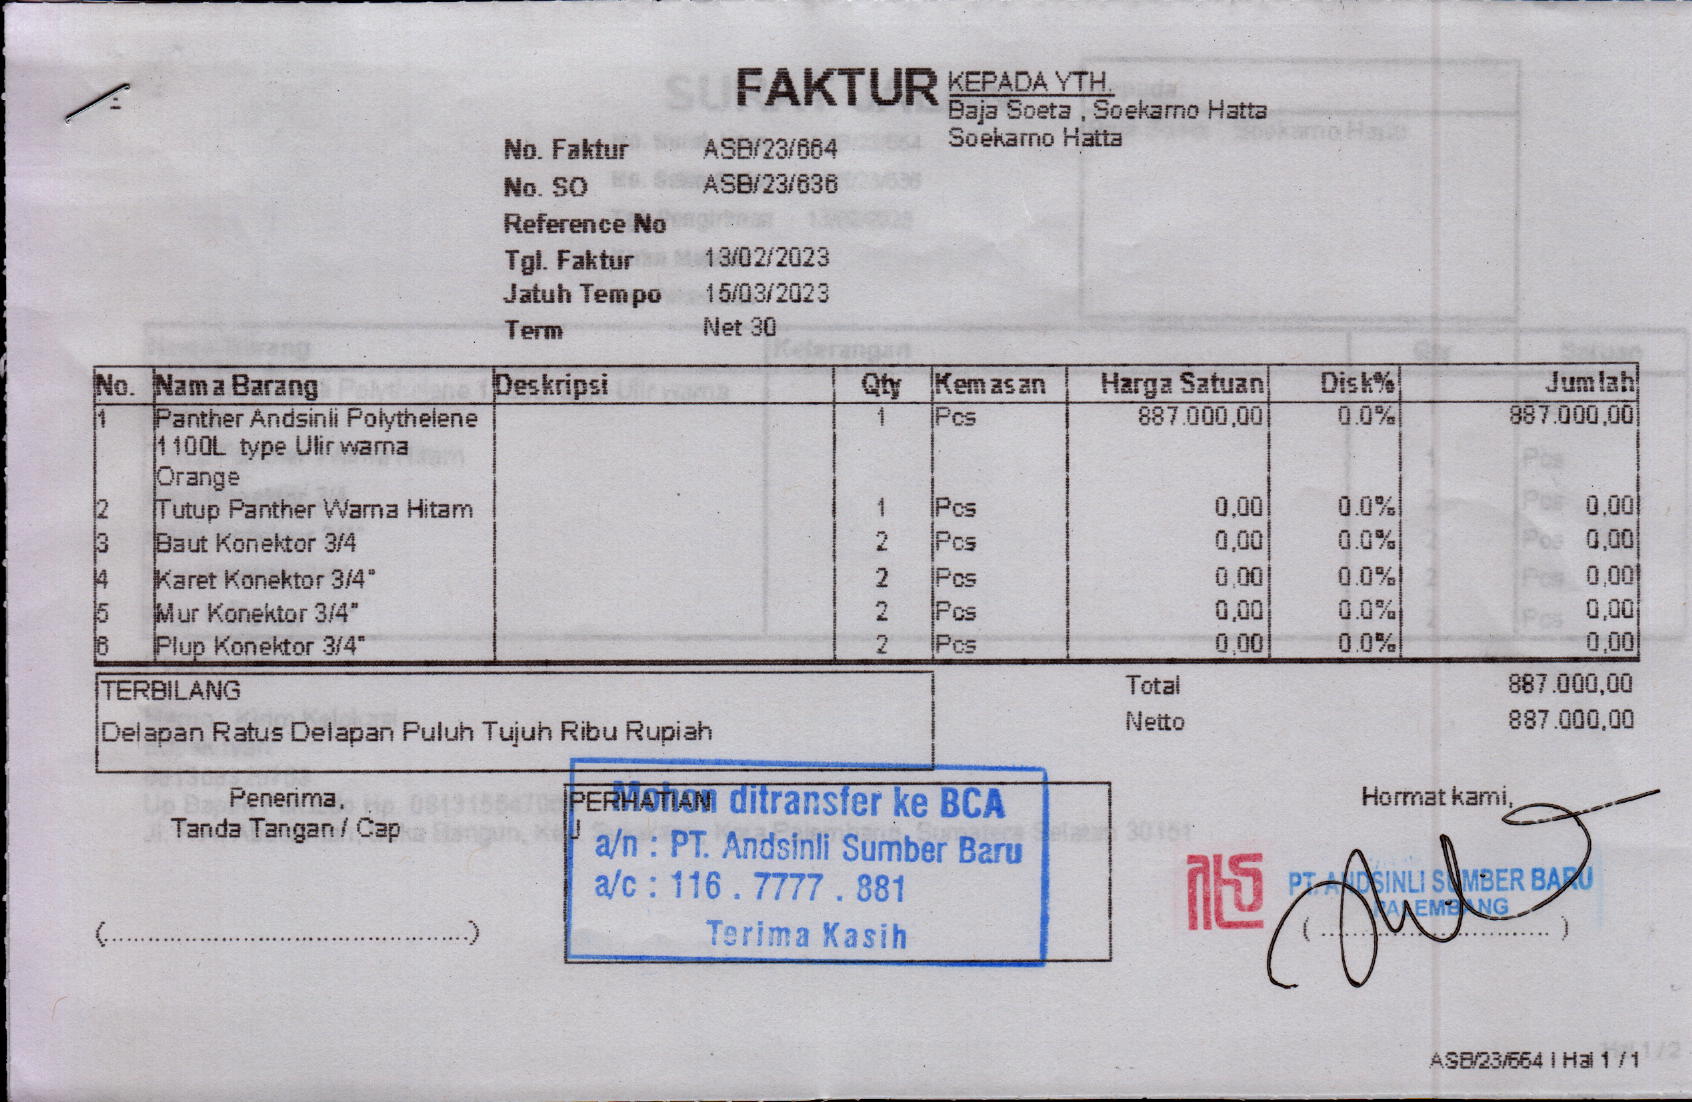 FAKTUR
KEPADA YTH.
Baja Soeta , Soekarno Hatta
Soekarno Hatta
No. Faktur ASB/23/664
No. SO ASB/23/636
Reference No
Tgl. Faktur 13/02/2023
Jatuh Tempo 15/03/2023
Term Net 30
No. Nama Barang Deskripsi Qty Kemasan Harga Satuan Disk% Jumlah
1 Panther Andsinli Polythelene 1 Pcs 887.000,00 0.0% 887.000,00
1100L type Ulir warna
Orange
2 Tutup Panther Warna Hitam 1 Pcs 0,00 0.0% 0,00
3 Baut Konektor 3/4 2 Pcs 0,00 0.0% 0,00
4 Karet Konektor 3/4" 2 Pcs 0,00 0.0% 0,00
5 Mur Konektor 3/4" 2 Pcs 0,00 0.0% 0,00
6 Plup Konektor 3/4" 2 Pcs 0,00 0.0% 0,00
TERBILANG
Delapan Ratus Delapan Puluh Tujuh Ribu Rupiah
Total 887.000,00
Netto 887.000,00
Penerima,
Tanda Tangan / Cap
(..............................................)
PERHATIAN
Mohon ditransfer ke BCA
a/n : PT. Andsinli Sumber Baru
a/c : 116 . 7777 . 881
Terima Kasih
Hormat kami,
PT. ANDSINLI SUMBER BARU
PALEMBANG
( .............................. )
ASB/23/664 | Hal 1 / 1